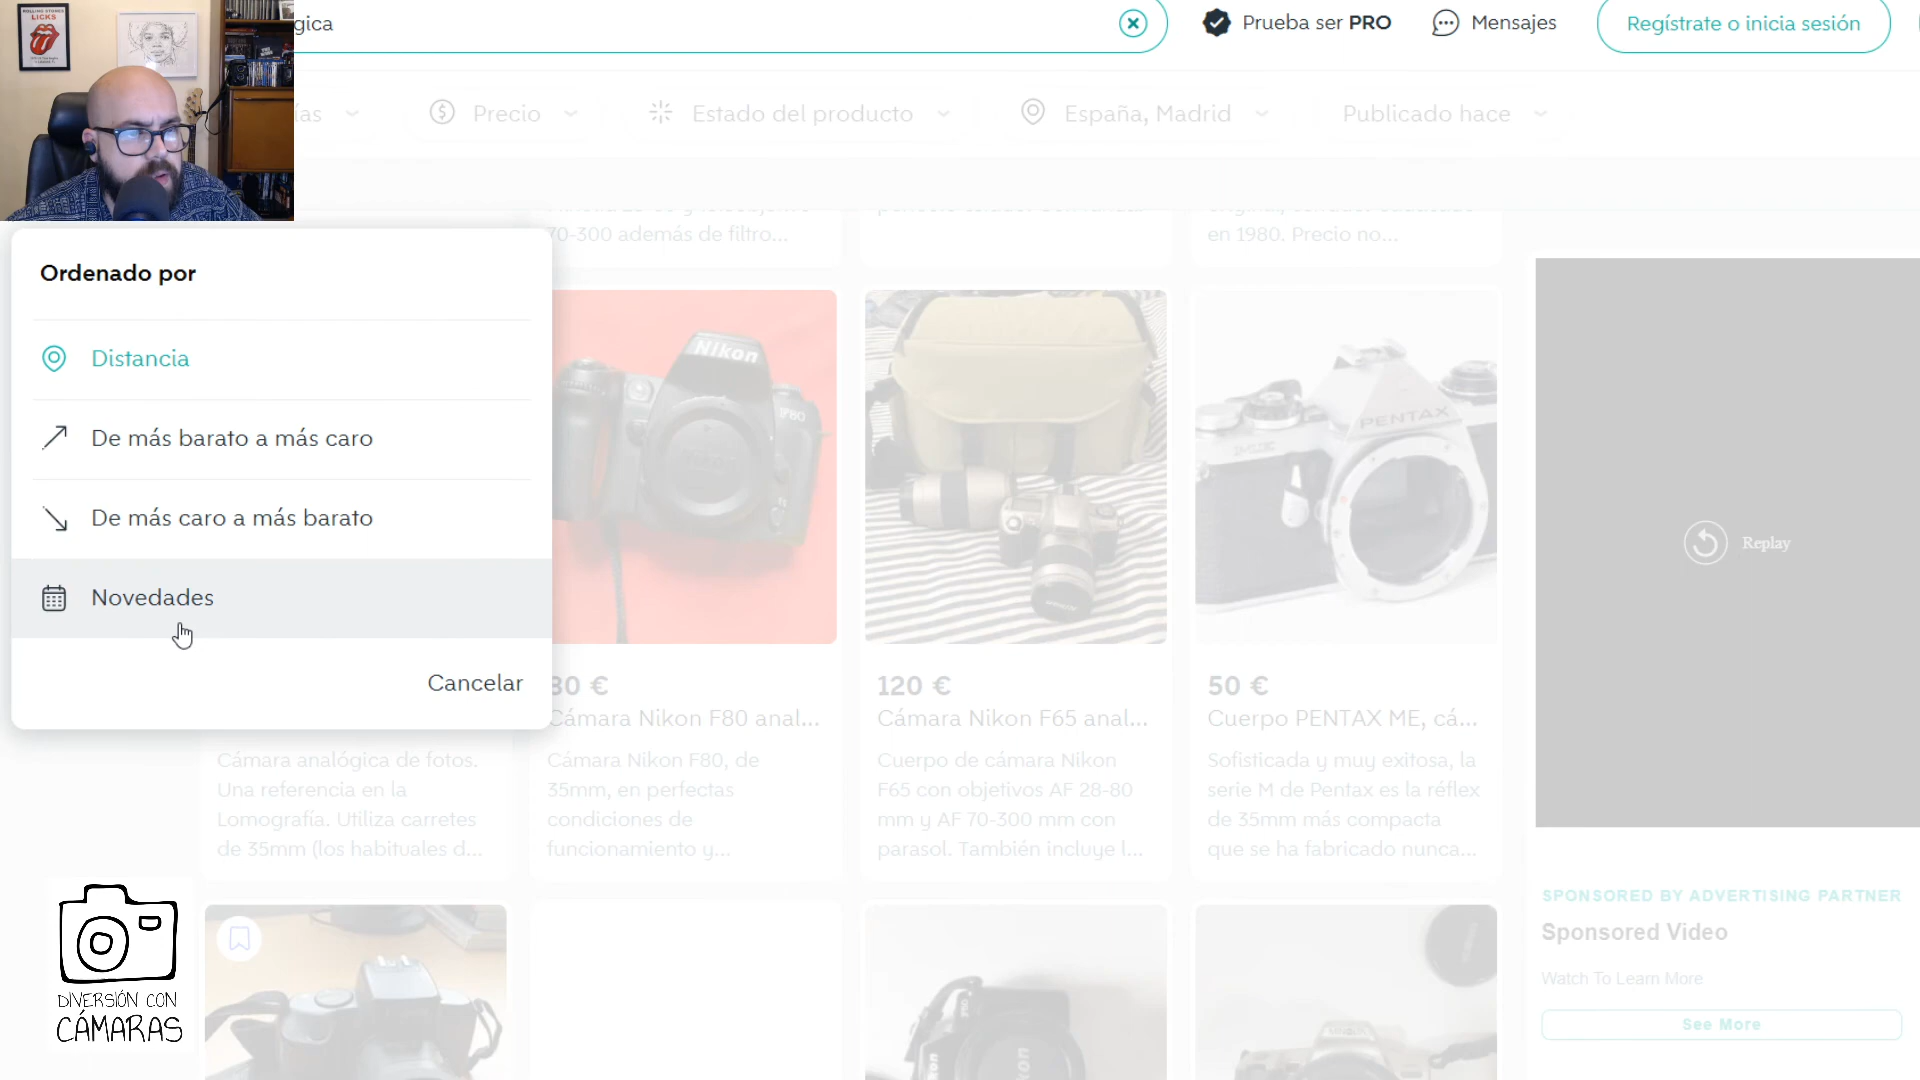 ROLLING STONES
LICKS
gica
Prueba ser PRO
Mensajes
Regístrate o inicia sesión
ías
Precio
Estado del producto
España, Madrid
Publicado hace
70-300 además de filtro...
en 1980. Precio no...
Ordenado por
Distancia
De más barato a más caro
De más caro a más barato
Novedades
Cancelar
Nikon
F80
PENTAX
Replay
80 €
Cámara Nikon F80 anal...
Cámara Nikon F80, de
35mm, en perfectas
condiciones de
funcionamiento y...
120 €
Cámara Nikon F65 anal...
Cuerpo de cámara Nikon
F65 con objetivos AF 28-80
mm y AF 70-300 mm con
parasol. También incluye l...
50 €
Cuerpo PENTAX ME, cá...
Sofisticada y muy exitosa, la
serie M de Pentax es la réflex
de 35mm más compacta
que se ha fabricado nunca...
Cámara analógica de fotos.
Una referencia en la
Lomografía. Utiliza carretes
de 35mm (los habituales d...
SPONSORED BY ADVERTISING PARTNER
Sponsored Video
Watch To Learn More
See More
DIVERSIÓN CON
CÁMARAS